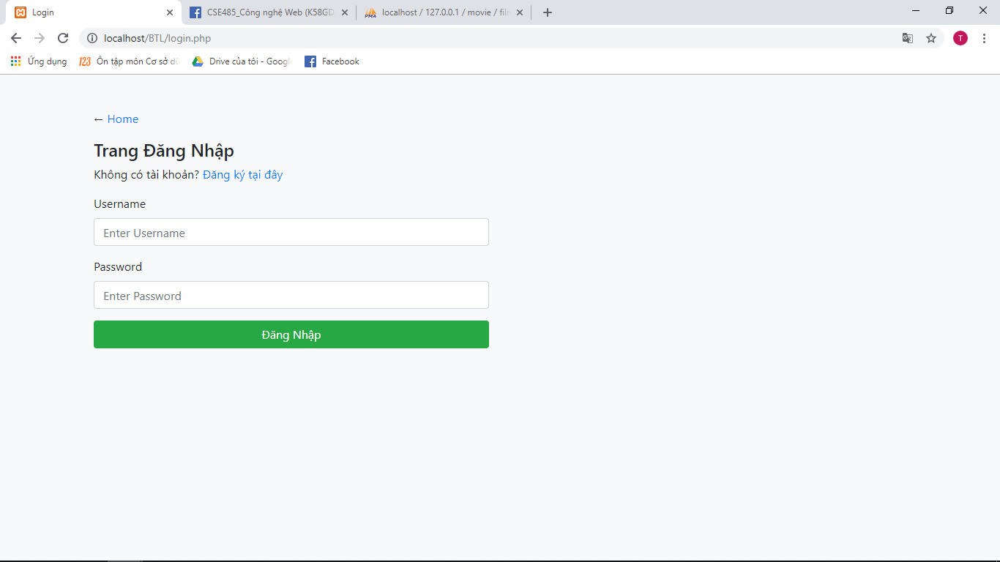 Login
CSE485_Công nghệ Web (K58GD
localhost / 127.0.0.1 / movie / film
localhost/BTL/login.php
T
Ứng dụng
123 Ôn tập môn Cơ sở dữ
Drive của tôi - Google
Facebook
← Home
Trang Đăng Nhập
Không có tài khoản? Đăng ký tại đây
Username
Enter Username
Password
Enter Password
Đăng Nhập